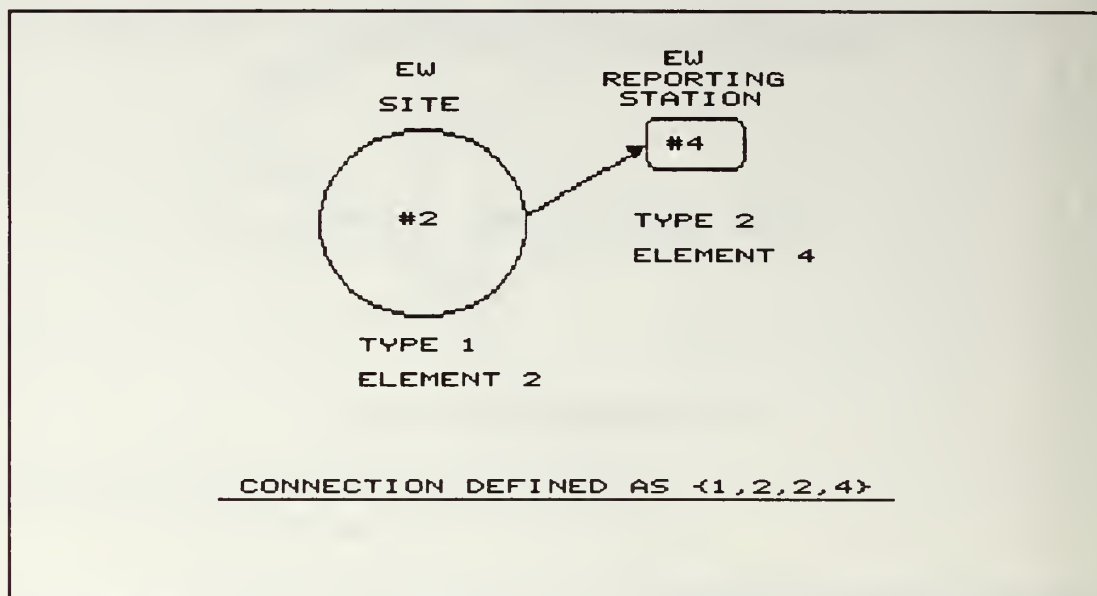 EW
SITE
EW
REPORTING
STATION
#4
#2
TYPE 2
ELEMENT 4
TYPE 1
ELEMENT 2
CONNECTION DEFINED AS {1,2,2,4}